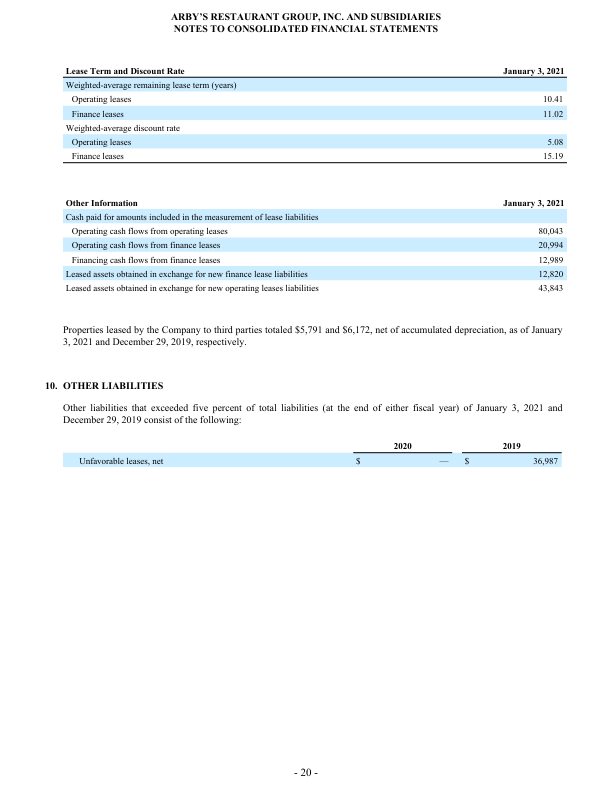 ARBY'S RESTAURANT GROUP, INC. AND SUBSIDIARIES
NOTES TO CONSOLIDATED FINANCIAL STATEMENTS
Lease Term and Discount Rate January 3, 2021
Weighted-average remaining lease term (years)
Operating leases 10.41
Finance leases 11.02
Weighted-average discount rate
Operating leases 5.08
Finance leases 15.19
Other Information January 3, 2021
Cash paid for amounts included in the measurement of lease liabilities
Operating cash flows from operating leases 80,043
Operating cash flows from finance leases 20,994
Financing cash flows from finance leases 12,989
Leased assets obtained in exchange for new finance lease liabilities 12,820
Leased assets obtained in exchange for new operating leases liabilities 43,843
Properties leased by the Company to third parties totaled $5,791 and $6,172, net of accumulated depreciation, as of January
3, 2021 and December 29, 2019, respectively.
10. OTHER LIABILITIES
Other liabilities that exceeded five percent of total liabilities (at the end of either fiscal year) of January 3, 2021 and
December 29, 2019 consist of the following:
2020 2019
Unfavorable leases, net $ — $ 36,987
- 20 -